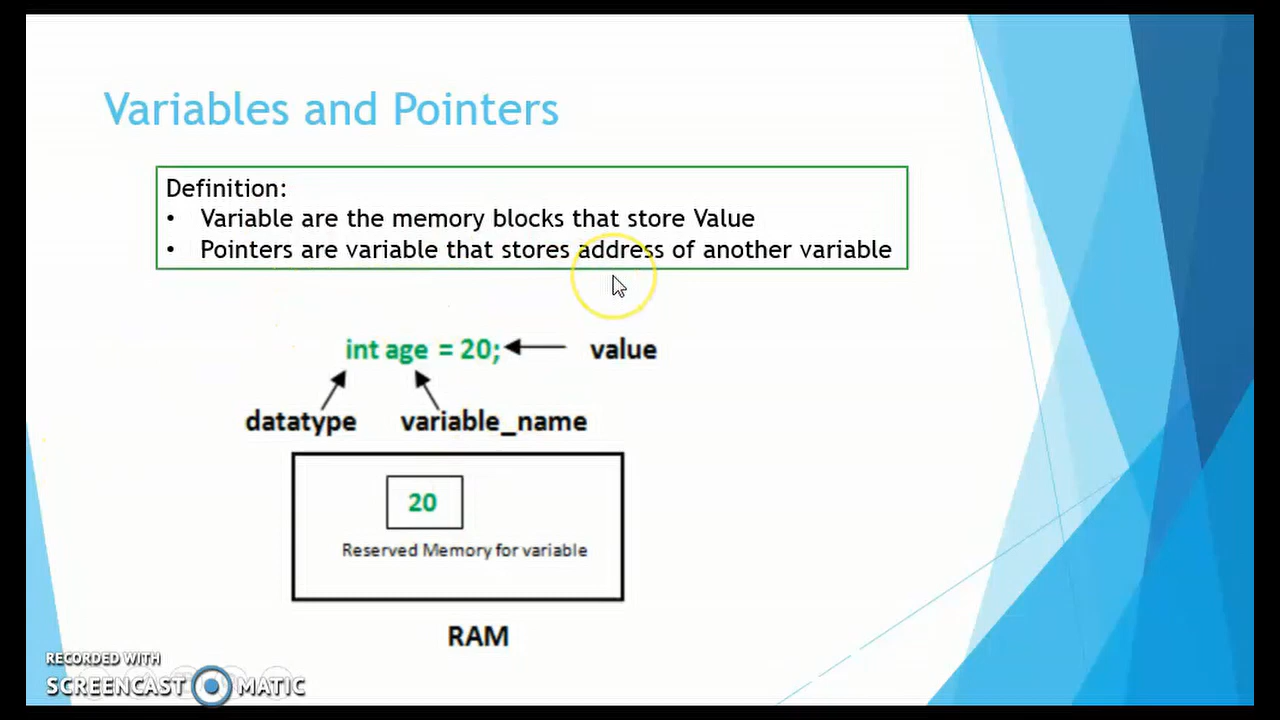 Variables and Pointers
Definition:
• Variable are the memory blocks that store Value
• Pointers are variable that stores address of another variable
int age = 20; value
datatype variable_name
20
Reserved Memory for variable
RAM
RECORDED WITH
SCREENCAST MATIC